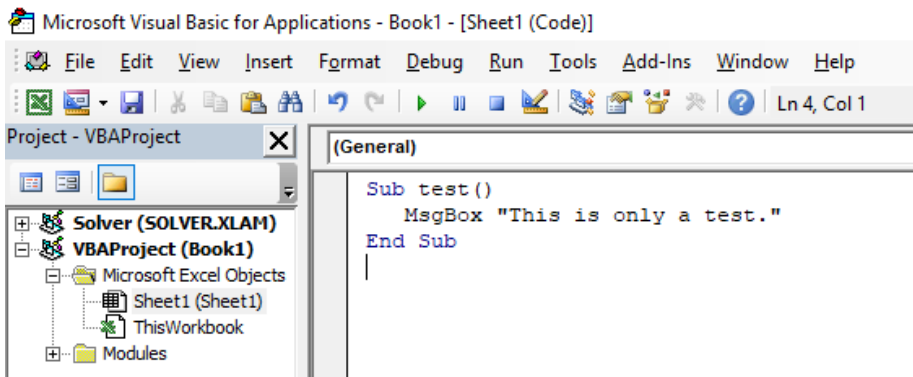 Microsoft Visual Basic for Applications - Book1 - [Sheet1 (Code)]
File Edit View Insert Format Debug Run Tools Add-Ins Window Help
Ln 4, Col 1
Project - VBAProject
(General)
Solver (SOLVER.XLAM)
VBAProject (Book1)
Microsoft Excel Objects
Sheet1 (Sheet1)
ThisWorkbook
Modules
Sub test()
MsgBox "This is only a test."
End Sub